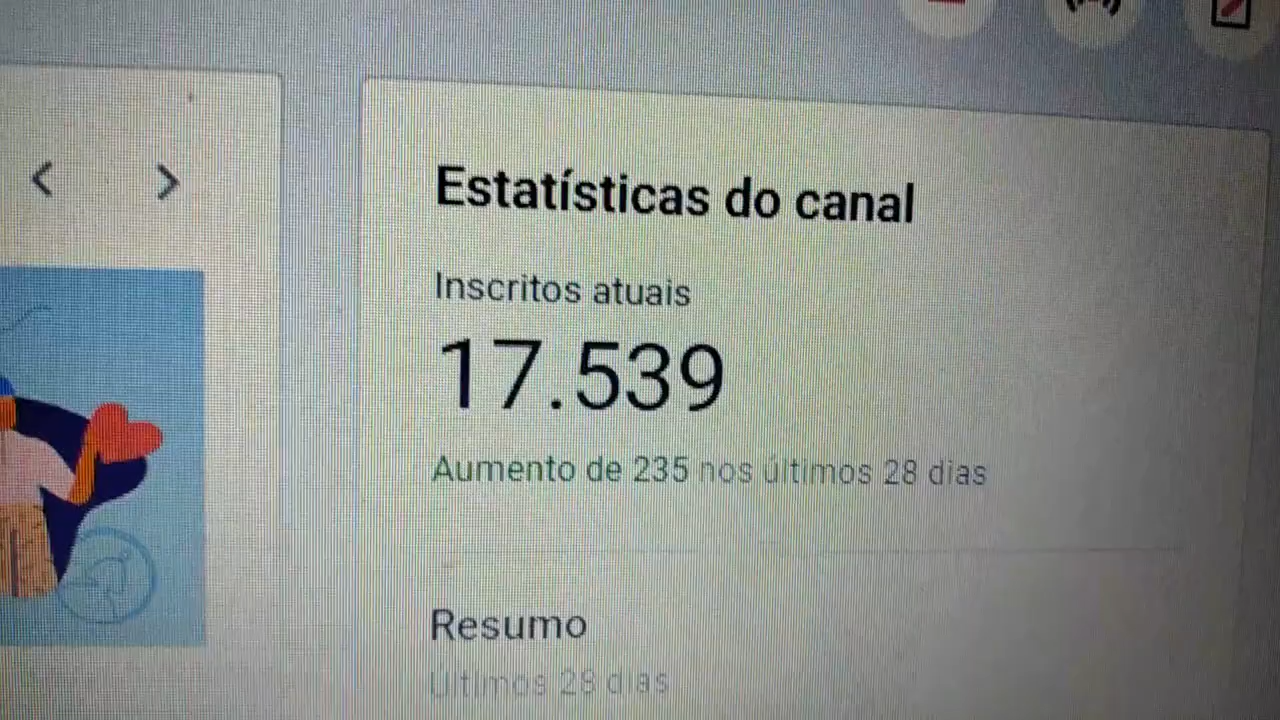 Estatísticas do canal
Inscritos atuais
17.539
Aumento de 235 nos últimos 28 dias
Resumo
Últimos 28 dias